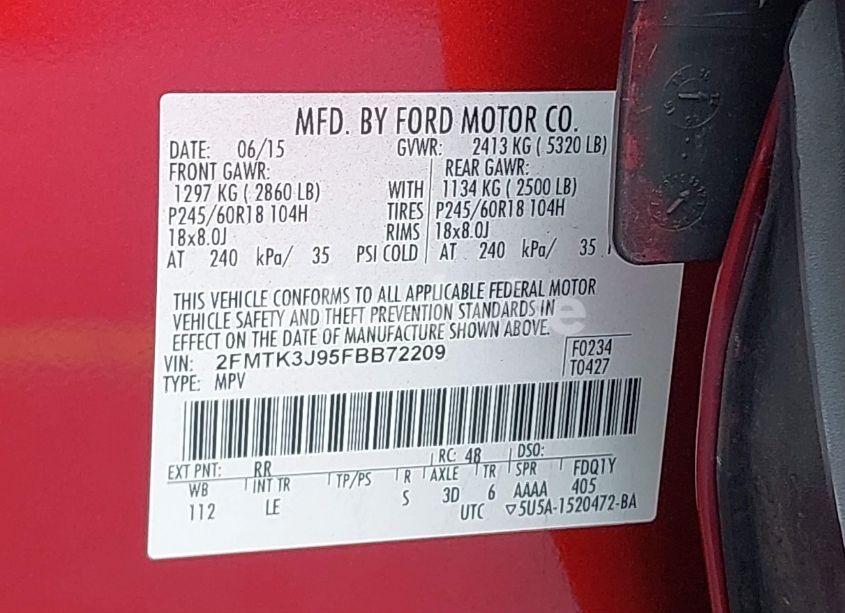 MFD. BY FORD MOTOR CO.
DATE: 06/15 GVWR: 2413 KG ( 5320 LB)
FRONT GAWR: REAR GAWR:
1297 KG ( 2860 LB) WITH 1134 KG ( 2500 LB)
P245/60R18 104H TIRES P245/60R18 104H
18x8.0J RIMS 18x8.0J
AT 240 kPa/ 35 PSI COLD AT 240 kPa/ 35
THIS VEHICLE CONFORMS TO ALL APPLICABLE FEDERAL MOTOR
VEHICLE SAFETY AND THEFT PREVENTION STANDARDS IN
EFFECT ON THE DATE OF MANUFACTURE SHOWN ABOVE.
VIN: 2FMTK3J95FBB72209 F0234
TYPE: MPV T0427
EXT PNT: RR RC: 48 DSO: FDQ1Y
WB INT TR TP/PS R AXLE TR SPR 405
112 LE S 3D 6 AAAA
UTC ▽5U5A-1520472-BA